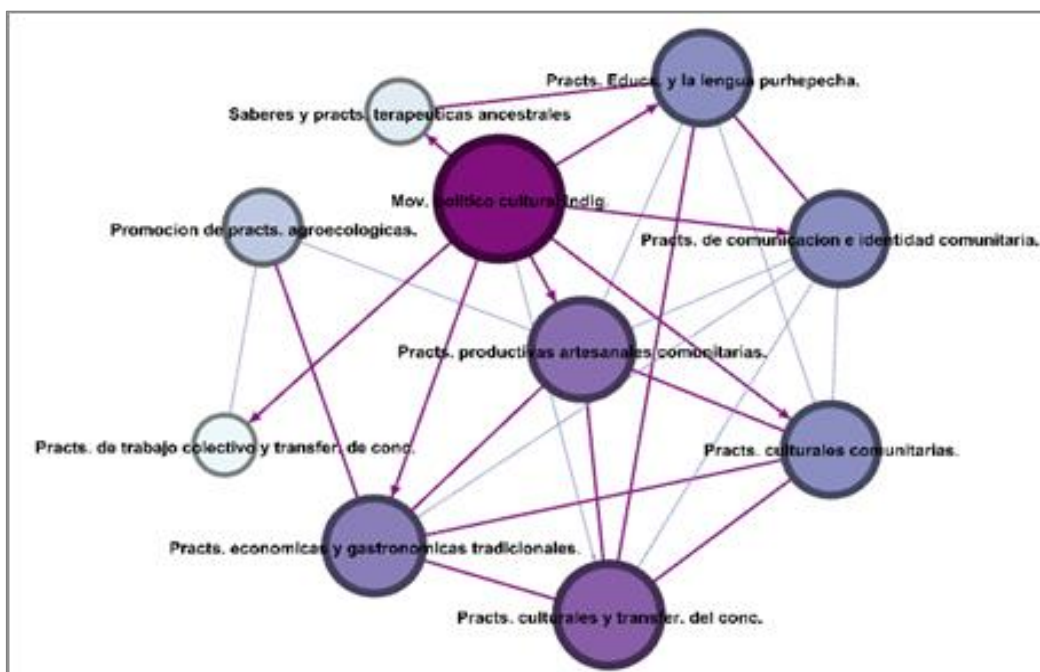 Practs. Educa. y la lengua purhepecha.
Saberes y practs. terapeuticas ancestrales
Mov. politico cultural Indig.
Promocion de practs. agroecologicas.
Practs. de comunicacion e identidad comunitaria.
Practs. productivas artesanales comunitarias.
Practs. de trabajo colectivo y transfer. de conc.
Practs. culturales comunitarias.
Practs. economicas y gastronomicas tradicionales.
Practs. culturales y transfer. del conc.